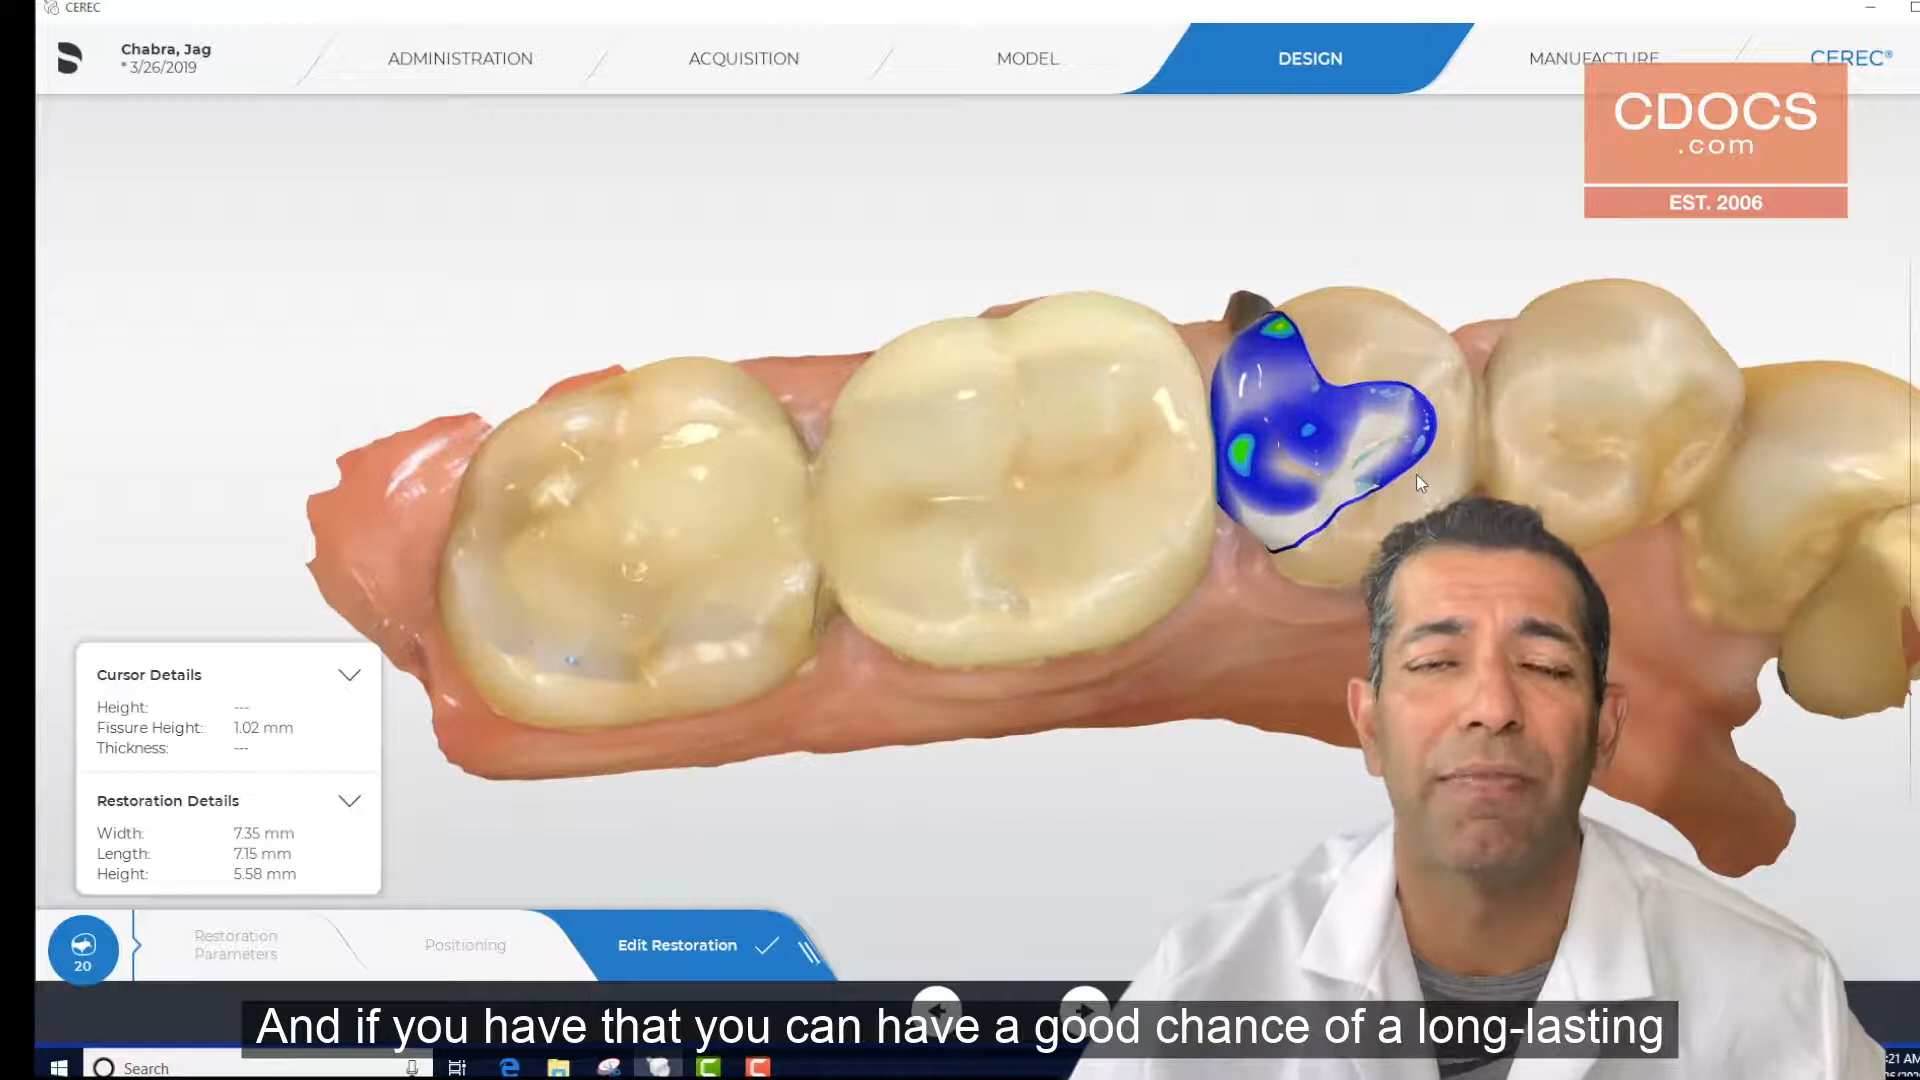 CEREC
Chabra, Jag
* 3/26/2019
ADMINISTRATION
ACQUISITION
MODEL
DESIGN
MANUFACTURE
CEREC®
CDOCS
.com
EST. 2006
Cursor Details
Height: ---
Fissure Height: 1.02 mm
Thickness: ---
Restoration Details
Width: 7.35 mm
Length: 7.15 mm
Height: 5.58 mm
20
Restoration
Parameters
Positioning
Edit Restoration
And if you have that you can have a good chance of a long-lasting
Search
:21 AM